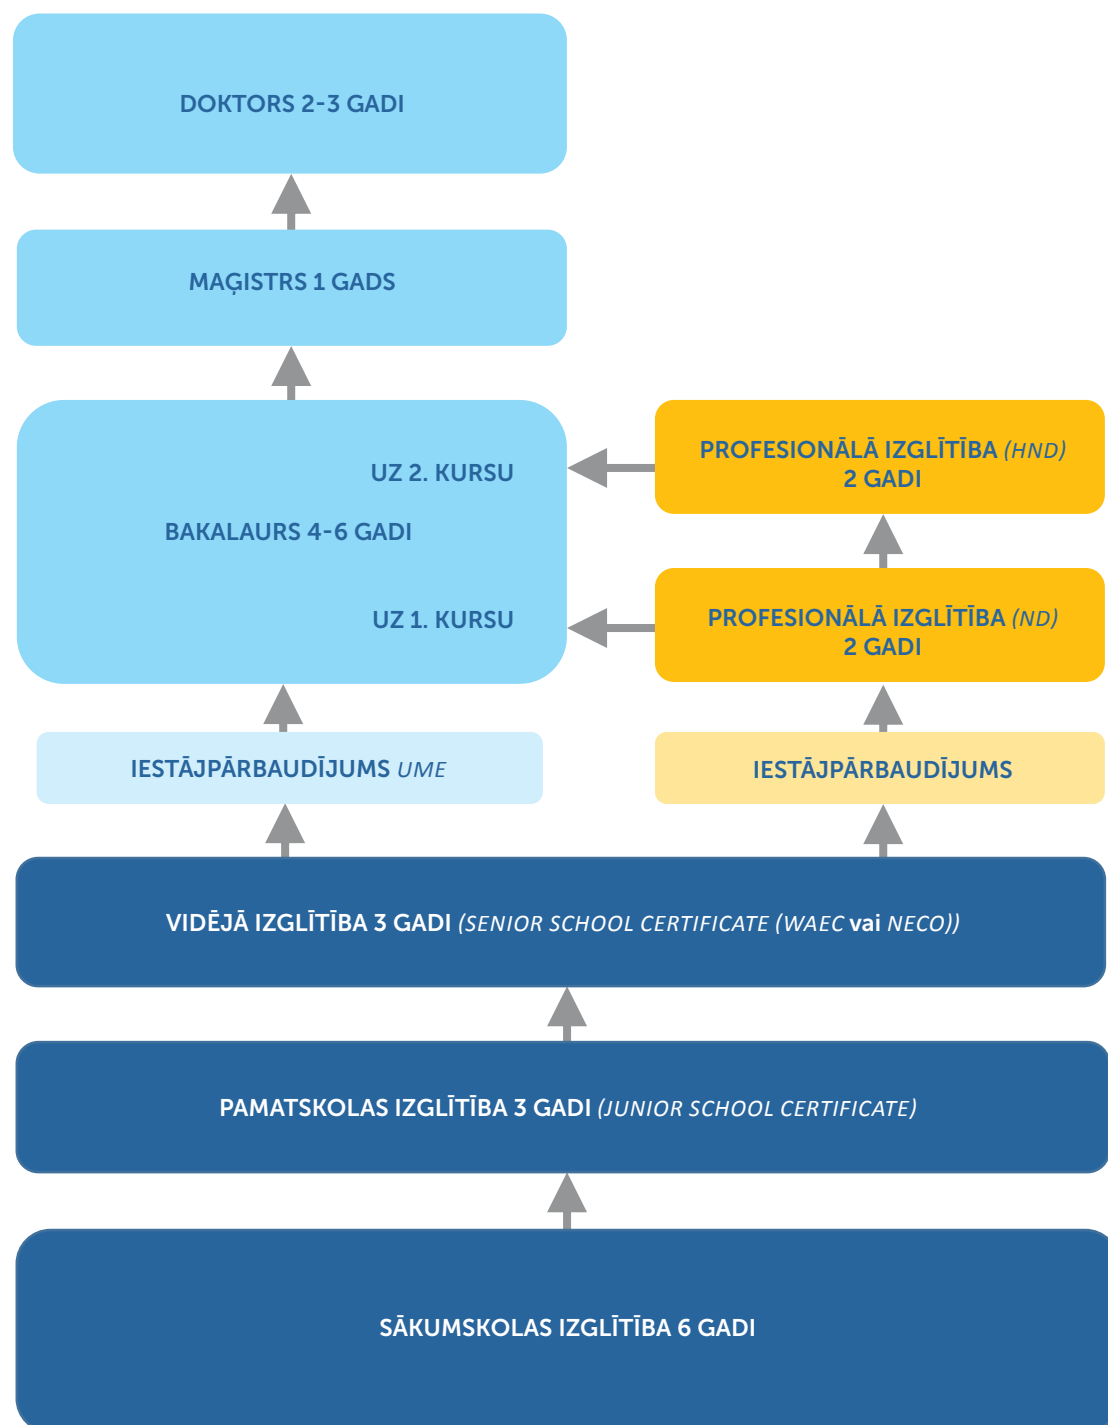 DOKTORS 2-3 GADI
MAĢISTRS 1 GADS
UZ 2. KURSU
BAKALAURS 4-6 GADI
UZ 1. KURSU
PROFESIONĀLĀ IZGLĪTĪBA (HND)
2 GADI
PROFESIONĀLĀ IZGLĪTĪBA (ND)
2 GADI
IESTĀJPĀRBAUDĪJUMS UME
IESTĀJPĀRBAUDĪJUMS
VIDĒJĀ IZGLĪTĪBA 3 GADI (SENIOR SCHOOL CERTIFICATE (WAEC vai NECO))
PAMATSKOLAS IZGLĪTĪBA 3 GADI (JUNIOR SCHOOL CERTIFICATE)
SĀKUMSKOLAS IZGLĪTĪBA 6 GADI